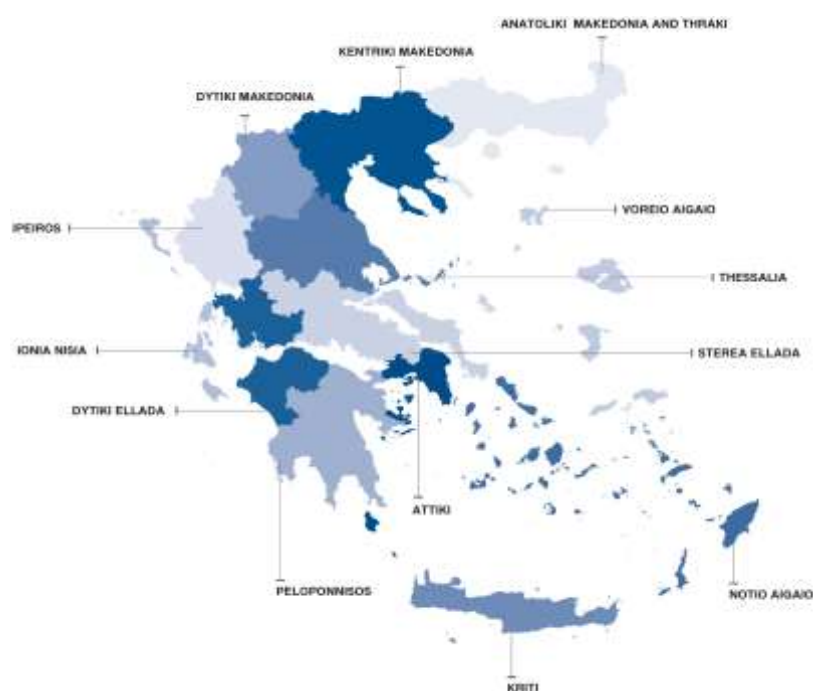 ANATOLIKI MAKEDONIA AND THRAKI
KENTRIKI MAKEDONIA
DYTIKI MAKEDONIA
VOREIO AIGAIO
IPEIROS
THESSALIA
IONIA NISIA
STEREA ELLADA
DYTIKI ELLADA
ATTIKI
PELOPONNISOS
NOTIO AIGAIO
KRITI